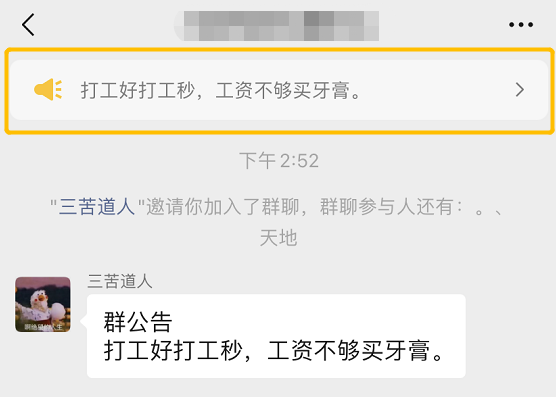 打工好打工秒，工资不够买牙膏。
下午 2:52
"三苦道人"邀请你加入了群聊，群聊参与人还有：。、
天地
三苦道人
群公告
打工好打工秒，工资不够买牙膏。